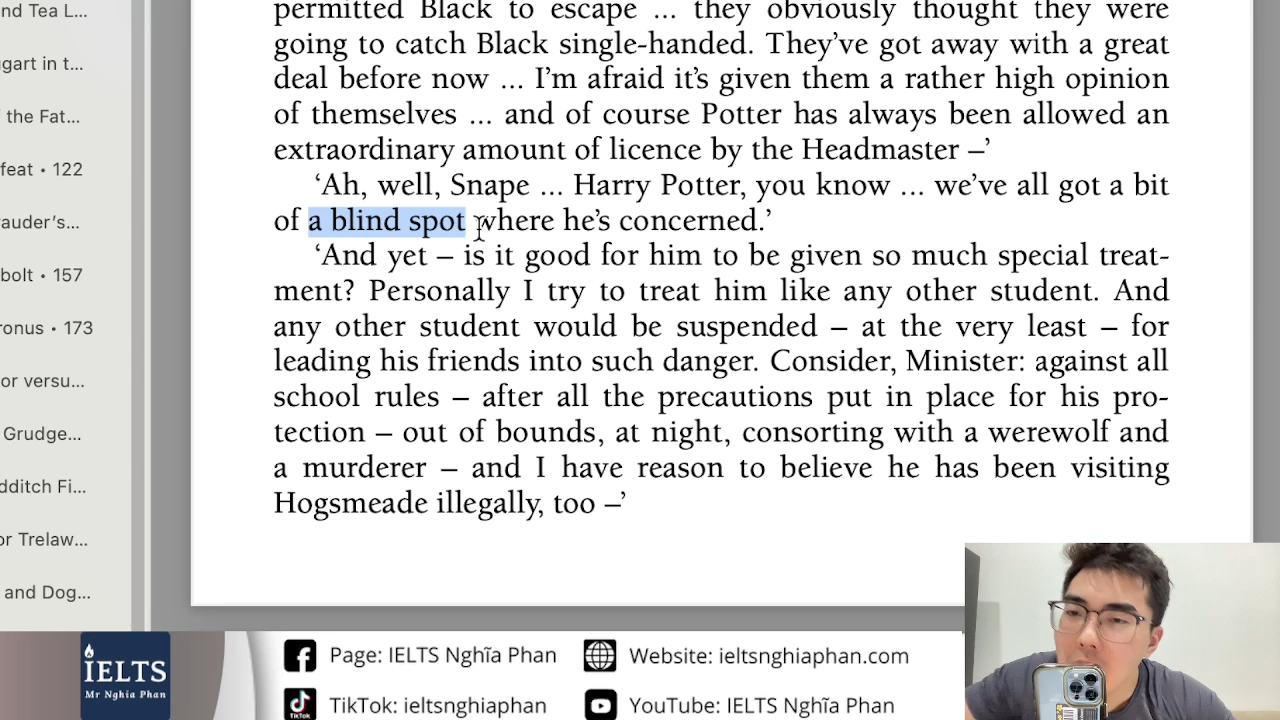 nd Tea L...
ggart in t...
f the Fat...
feat • 122
rauder's...
bolt • 157
ronus • 173
or versu...
Grudge...
dditch Fi...
or Trelaw...
and Dog...
permitted Black to escape ... they obviously thought they were
going to catch Black single-handed. They've got away with a great
deal before now ... I'm afraid it's given them a rather high opinion
of themselves ... and of course Potter has always been allowed an
extraordinary amount of licence by the Headmaster –'
'Ah, well, Snape ... Harry Potter, you know ... we've all got a bit
of a blind spot where he's concerned.'
'And yet – is it good for him to be given so much special treat-
ment? Personally I try to treat him like any other student. And
any other student would be suspended – at the very least – for
leading his friends into such danger. Consider, Minister: against all
school rules – after all the precautions put in place for his pro-
tection – out of bounds, at night, consorting with a werewolf and
a murderer – and I have reason to believe he has been visiting
Hogsmeade illegally, too –'
IELTS
Mr Nghia Phan
Page: IELTS Nghĩa Phan
Website: ieltsnghiaphan.com
TikTok
TikTok: ieltsnghiaphan
YouTube: IELTS Nghĩa Phan